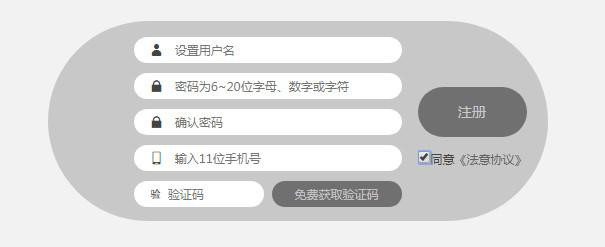 设置用户名
密码为6~20位字母、数字或字符
确认密码
输入11位手机号
验 验证码
免费获取验证码
注册
同意《法意协议》